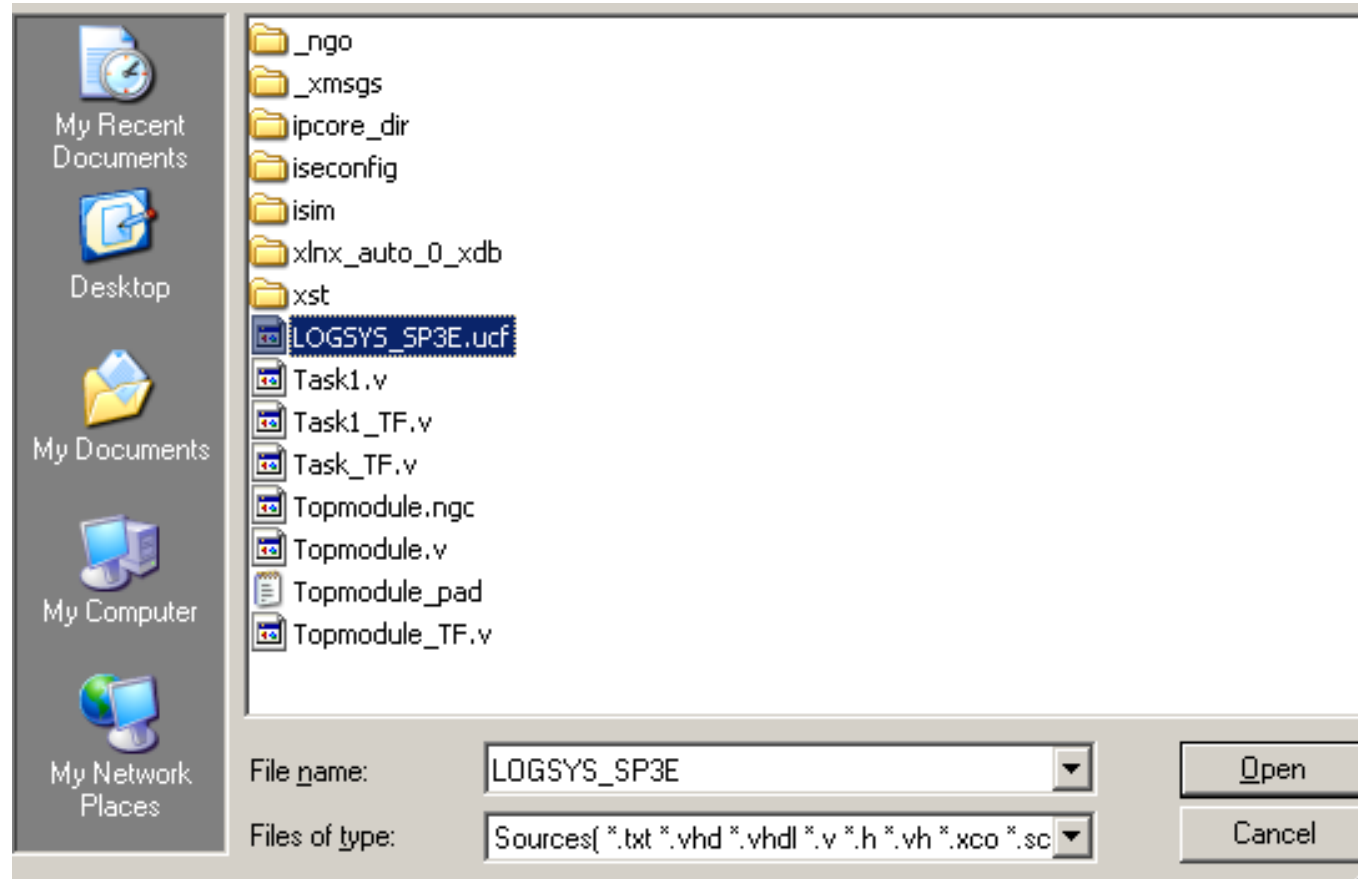 My Recent
Documents
Desktop
My Documents
My Computer
My Network
Places
_ngo
_xmsgs
ipcore_dir
iseconfig
isim
xlnx_auto_0_xdb
xst
LOGSYS_SP3E.ucf
Task1.v
Task1_TF.v
Task_TF.v
Topmodule.ngc
Topmodule.v
Topmodule_pad
Topmodule_TF.v
File name:
LOGSYS_SP3E
Open
Files of type:
Sources( *.txt *.vhd *.vhdl *.v *.h *.vh *.xco *.sc
Cancel